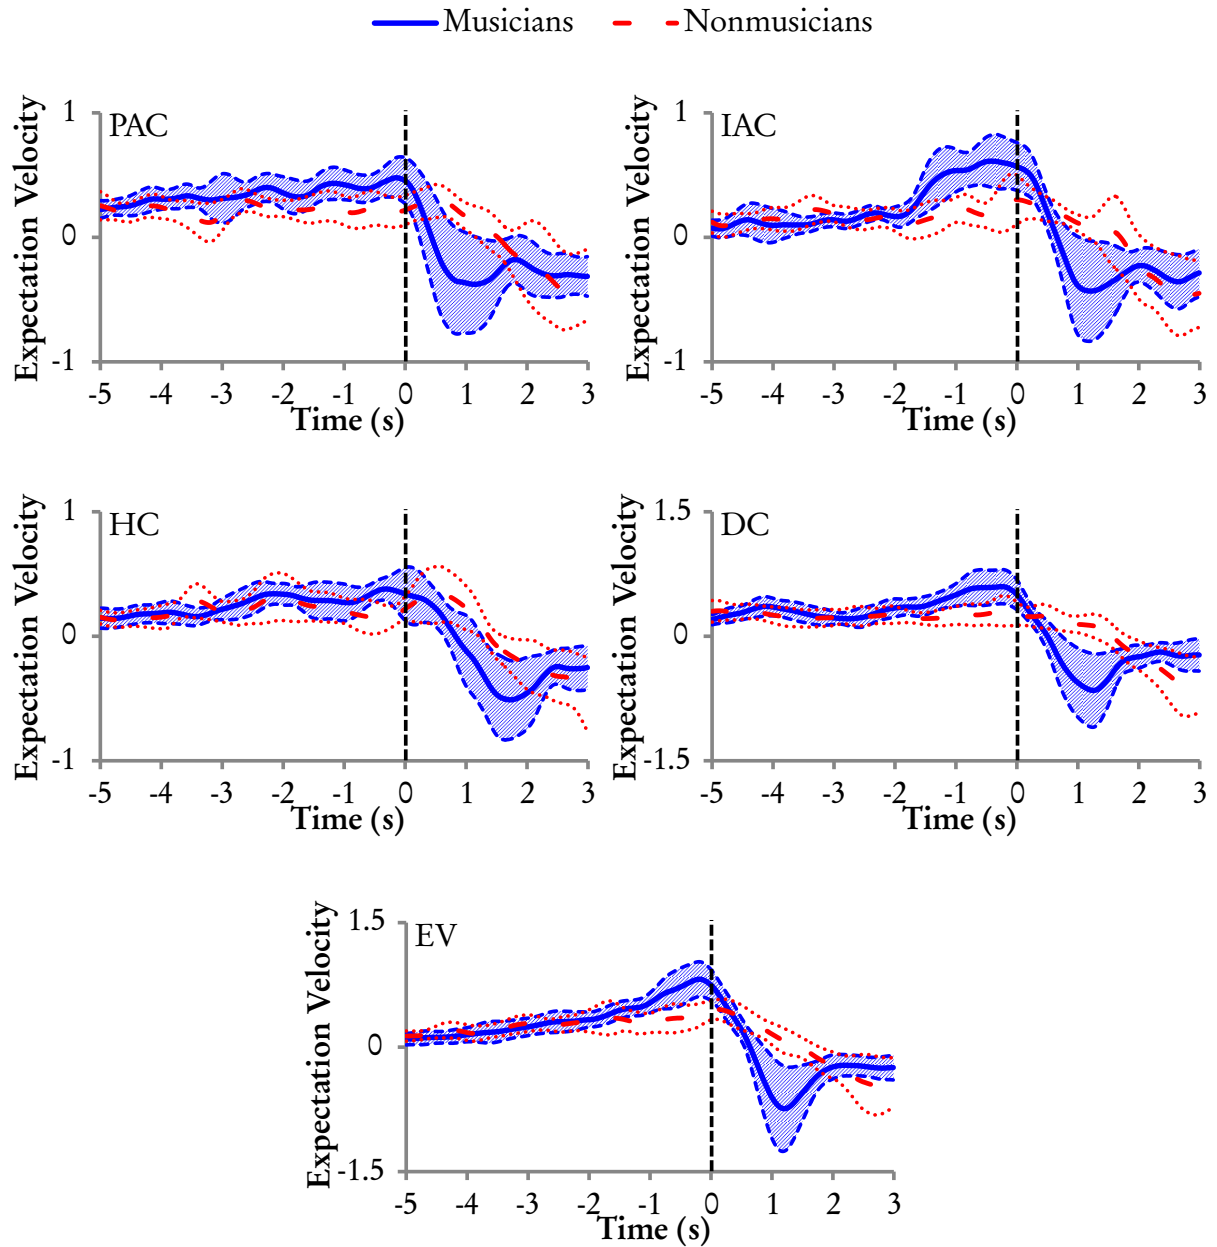 Musicians Nonmusicians
PAC
Expectation Velocity
1
0
-1
-5 -4 -3 -2 -1 0 1 2 3
Time (s)
IAC
Expectation Velocity
1
0
-1
-5 -4 -3 -2 -1 0 1 2 3
Time (s)
HC
Expectation Velocity
1
0
-1
-5 -4 -3 -2 -1 0 1 2 3
Time (s)
DC
Expectation Velocity
1.5
0
-1.5
-5 -4 -3 -2 -1 0 1 2 3
Time (s)
EV
Expectation Velocity
1.5
0
-1.5
-5 -4 -3 -2 -1 0 1 2 3
Time (s)